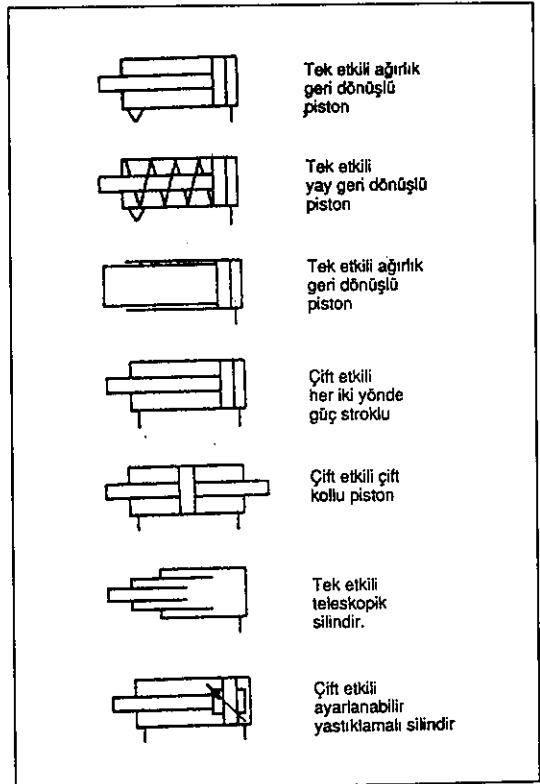 Tek etkili ağırlık
geri dönüşlü
piston
Tek etkili
yay geri dönüşlü
piston
Tek etkili ağırlık
geri dönüşlü
piston
Çift etkili
her iki yönde
güç stroklu
Çift etkili çift
kollu piston
Tek etkili
teleskopik
silindir.
Çift etkili
ayarlanabilir
yastıklamalı silindir